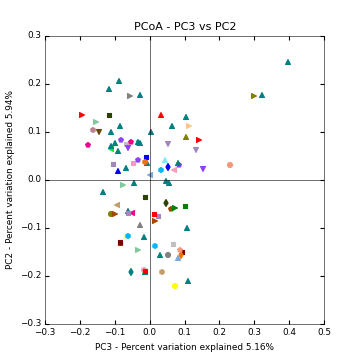 PCoA - PC3 vs PC2
0.3
0.2
0.1
0.0
−0.1
−0.2
−0.3
PC2 - Percent variation explained 5.94%
−0.3 −0.2 −0.1 0.0 0.1 0.2 0.3 0.4 0.5
PC3 - Percent variation explained 5.16%